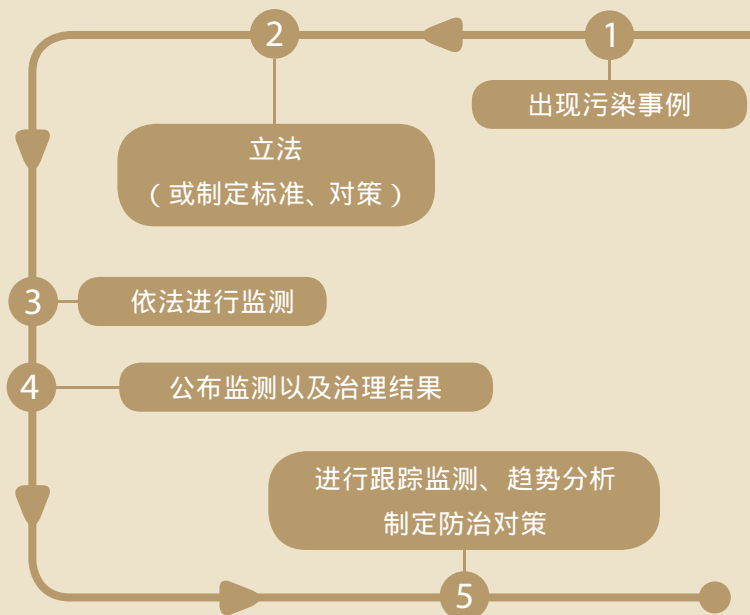 1
出现污染事例
2
立法
（或制定标准、对策）
3
依法进行监测
4
公布监测以及治理结果
进行跟踪监测、趋势分析
制定防治对策
5